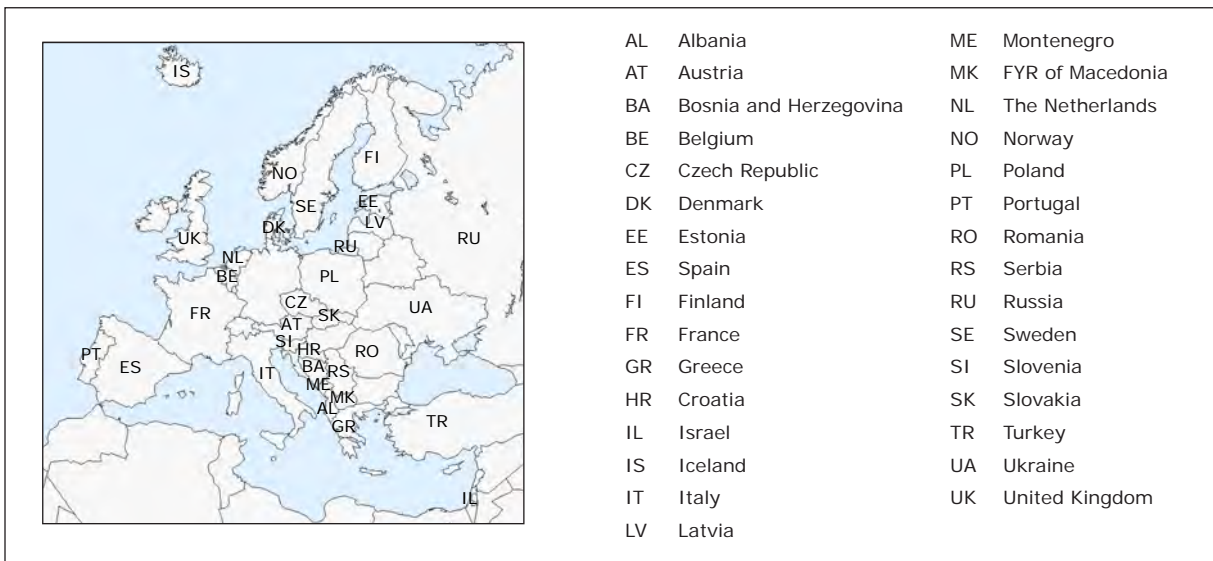 IS
FI
NO
SE
EE
LV
DK
RU
RU
UK
NL
BE
PL
CZ
UA
SK
FR
AT
SI
HR
RO
PT
ES
IT
BA
RS
ME
MK
AL
GR
TR
IL
AL Albania
AT Austria
BA Bosnia and Herzegovina
BE Belgium
CZ Czech Republic
DK Denmark
EE Estonia
ES Spain
FI Finland
FR France
GR Greece
HR Croatia
IL Israel
IS Iceland
IT Italy
LV Latvia
ME Montenegro
MK FYR of Macedonia
NL The Netherlands
NO Norway
PL Poland
PT Portugal
RO Romania
RS Serbia
RU Russia
SE Sweden
SI Slovenia
SK Slovakia
TR Turkey
UA Ukraine
UK United Kingdom